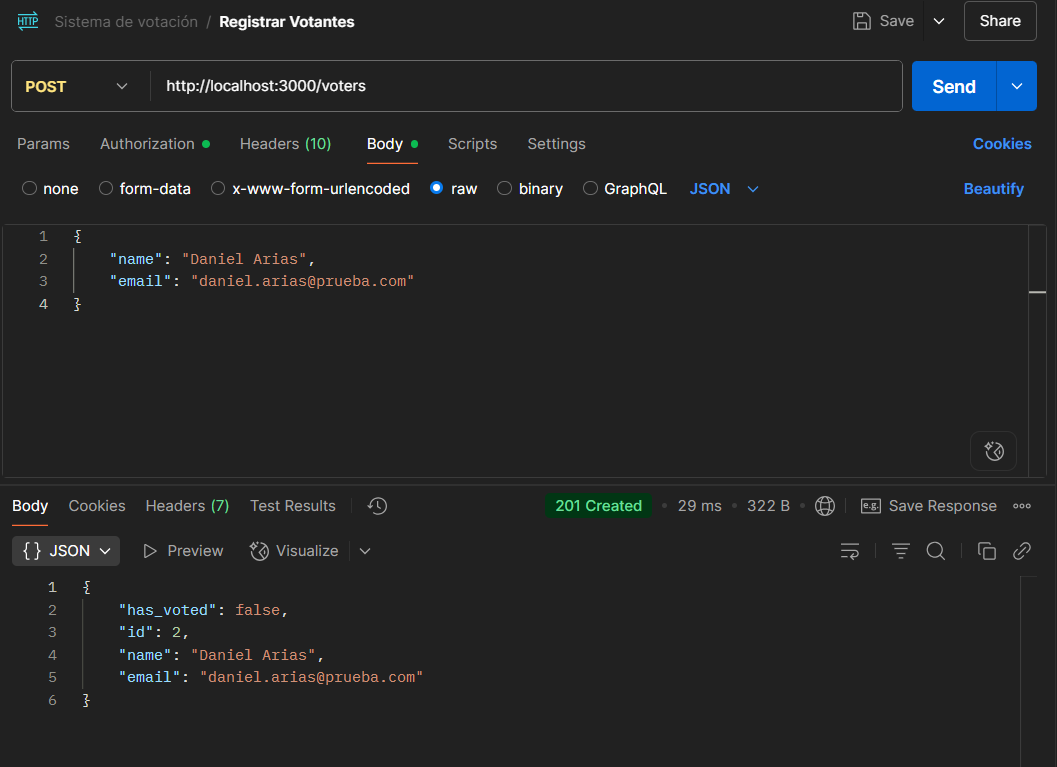 HTTP Sistema de votación / Registrar Votantes Save Share
POST http://localhost:3000/voters Send
Params Authorization Headers (10) Body Scripts Settings Cookies
none form-data x-www-form-urlencoded raw binary GraphQL JSON Beautify
1 {
2 "name": "Daniel Arias",
3 "email": "daniel.arias@prueba.com"
4 }
Body Cookies Headers (7) Test Results 201 Created • 29 ms • 322 B • e.g. Save Response
{} JSON Preview Visualize
1 {
2 "has_voted": false,
3 "id": 2,
4 "name": "Daniel Arias",
5 "email": "daniel.arias@prueba.com"
6 }